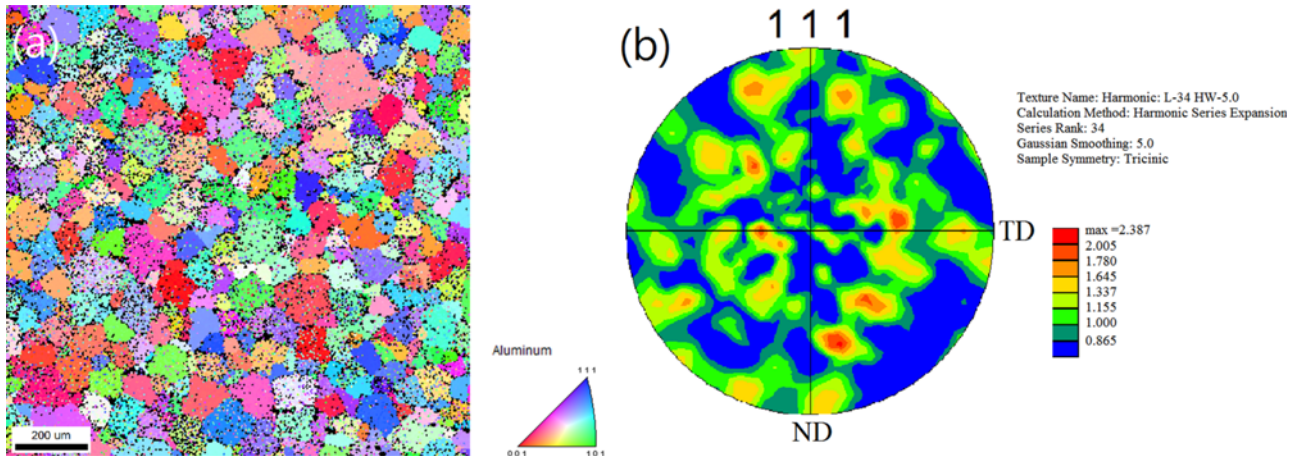 (a)
200 um
Aluminum
1 1 1
0 0 1
1 0 1
(b)
1 1 1
TD
ND
Texture Name: Harmonic: L-34 HW-5.0
Calculation Method: Harmonic Series Expansion
Series Rank: 34
Gaussian Smoothing: 5.0
Sample Symmetry: Tricinic
max =2.387
2.005
1.780
1.645
1.337
1.155
1.000
0.865